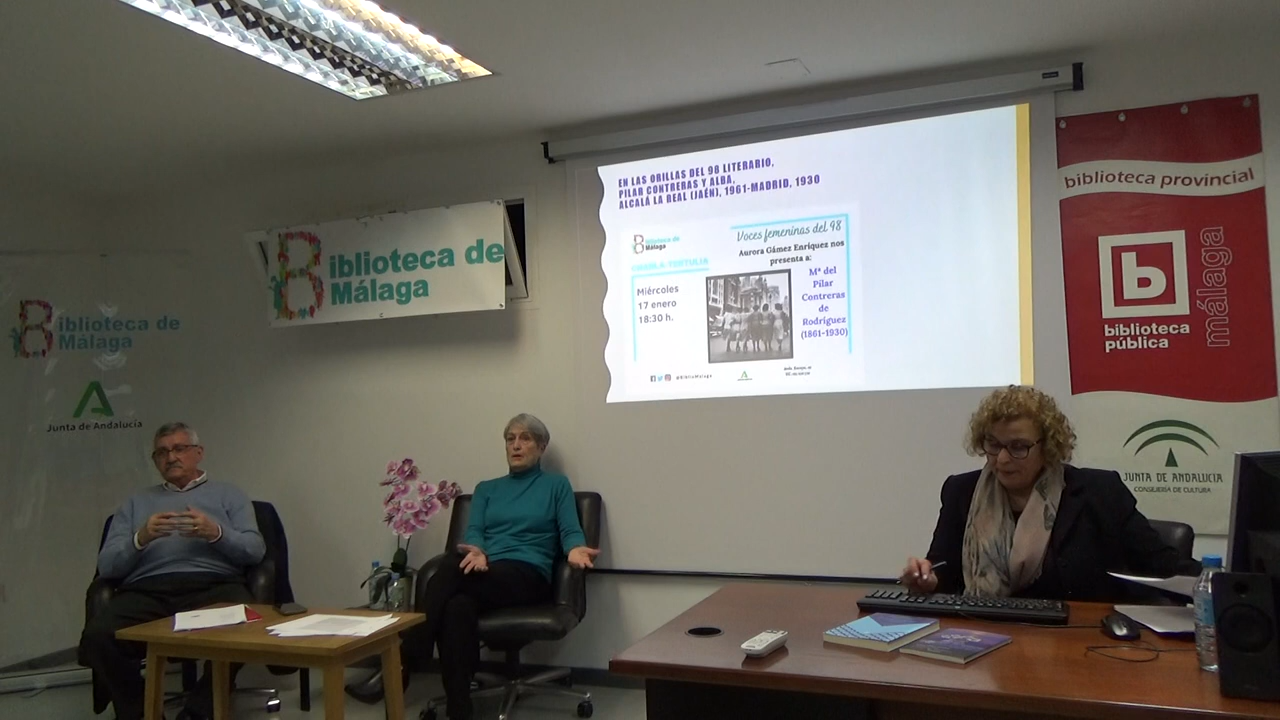 EN LAS ORILLAS DEL 98 LITERARIO,
PILAR CONTRERAS Y ALBA,
ALCALÁ LA REAL (JAÉN), 1961-MADRID, 1930
Biblioteca de
Málaga
CHARLA-TERTULIA
Miércoles
17 enero
18:30 h.
Voces femeninas del 98
Aurora Gámez Enríquez nos
presenta a:
Mª del
Pilar
Contreras
de
Rodríguez
(1861-1930)
Biblioteca de
Málaga
Biblioteca de
Málaga
Junta de Andalucía
biblioteca provincial
b
málaga
biblioteca
pública
JUNTA DE ANDALUCIA
CONSEJERÍA DE CULTURA